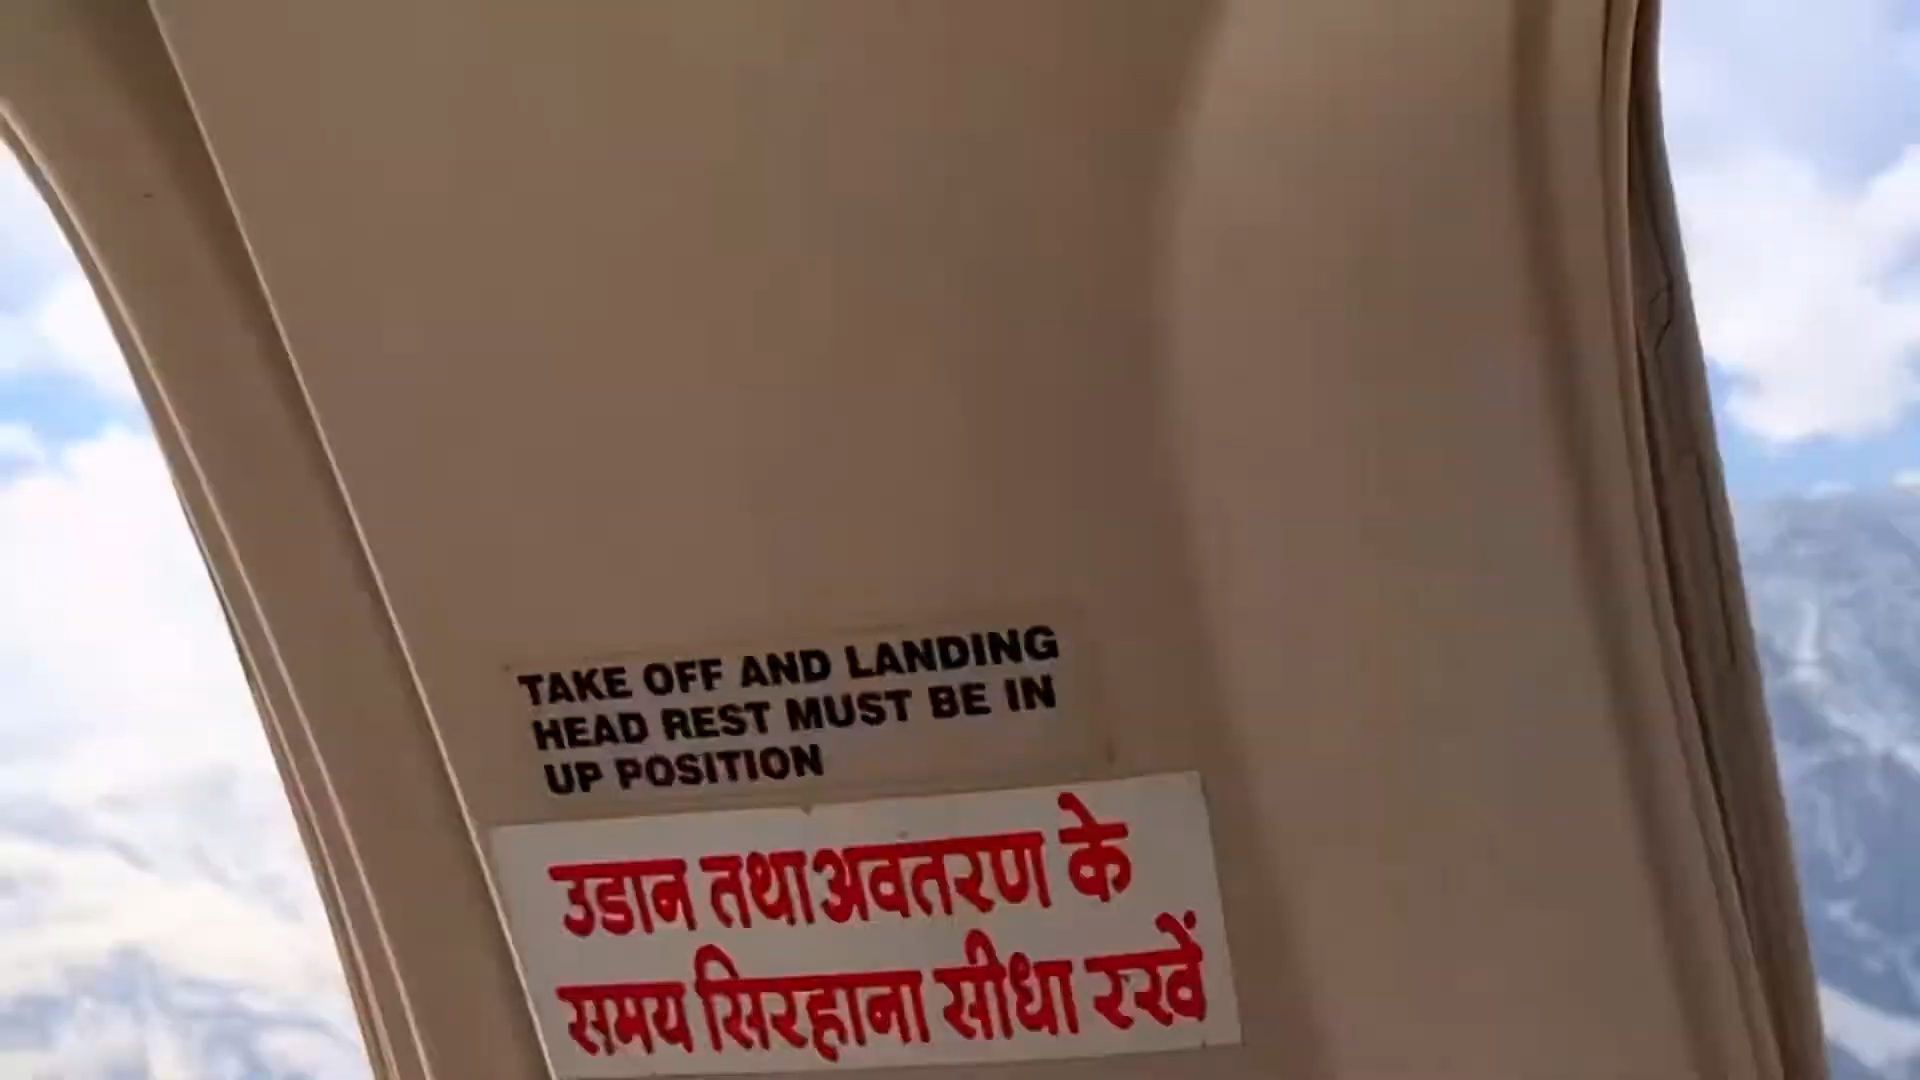 TAKE OFF AND LANDING
HEAD REST MUST BE IN
UP POSITION
उडान तथा अवतरण के
समय सिरहाना सीधा रखें